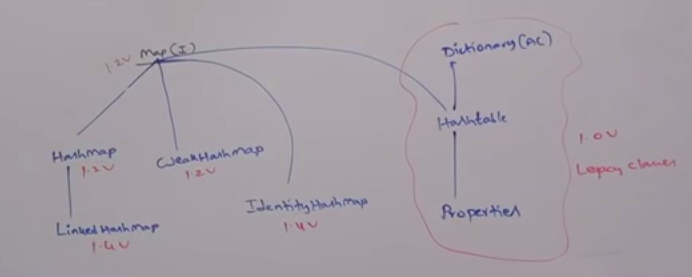 1.2V Map(I)
Dictionary(AC)
Hashtable
1.0V
Legacy classes
Hashmap
1.2V
WeakHashmap
1.2V
IdentityHashmap
1.4V
LinkedHashmap
1.4V
Properties